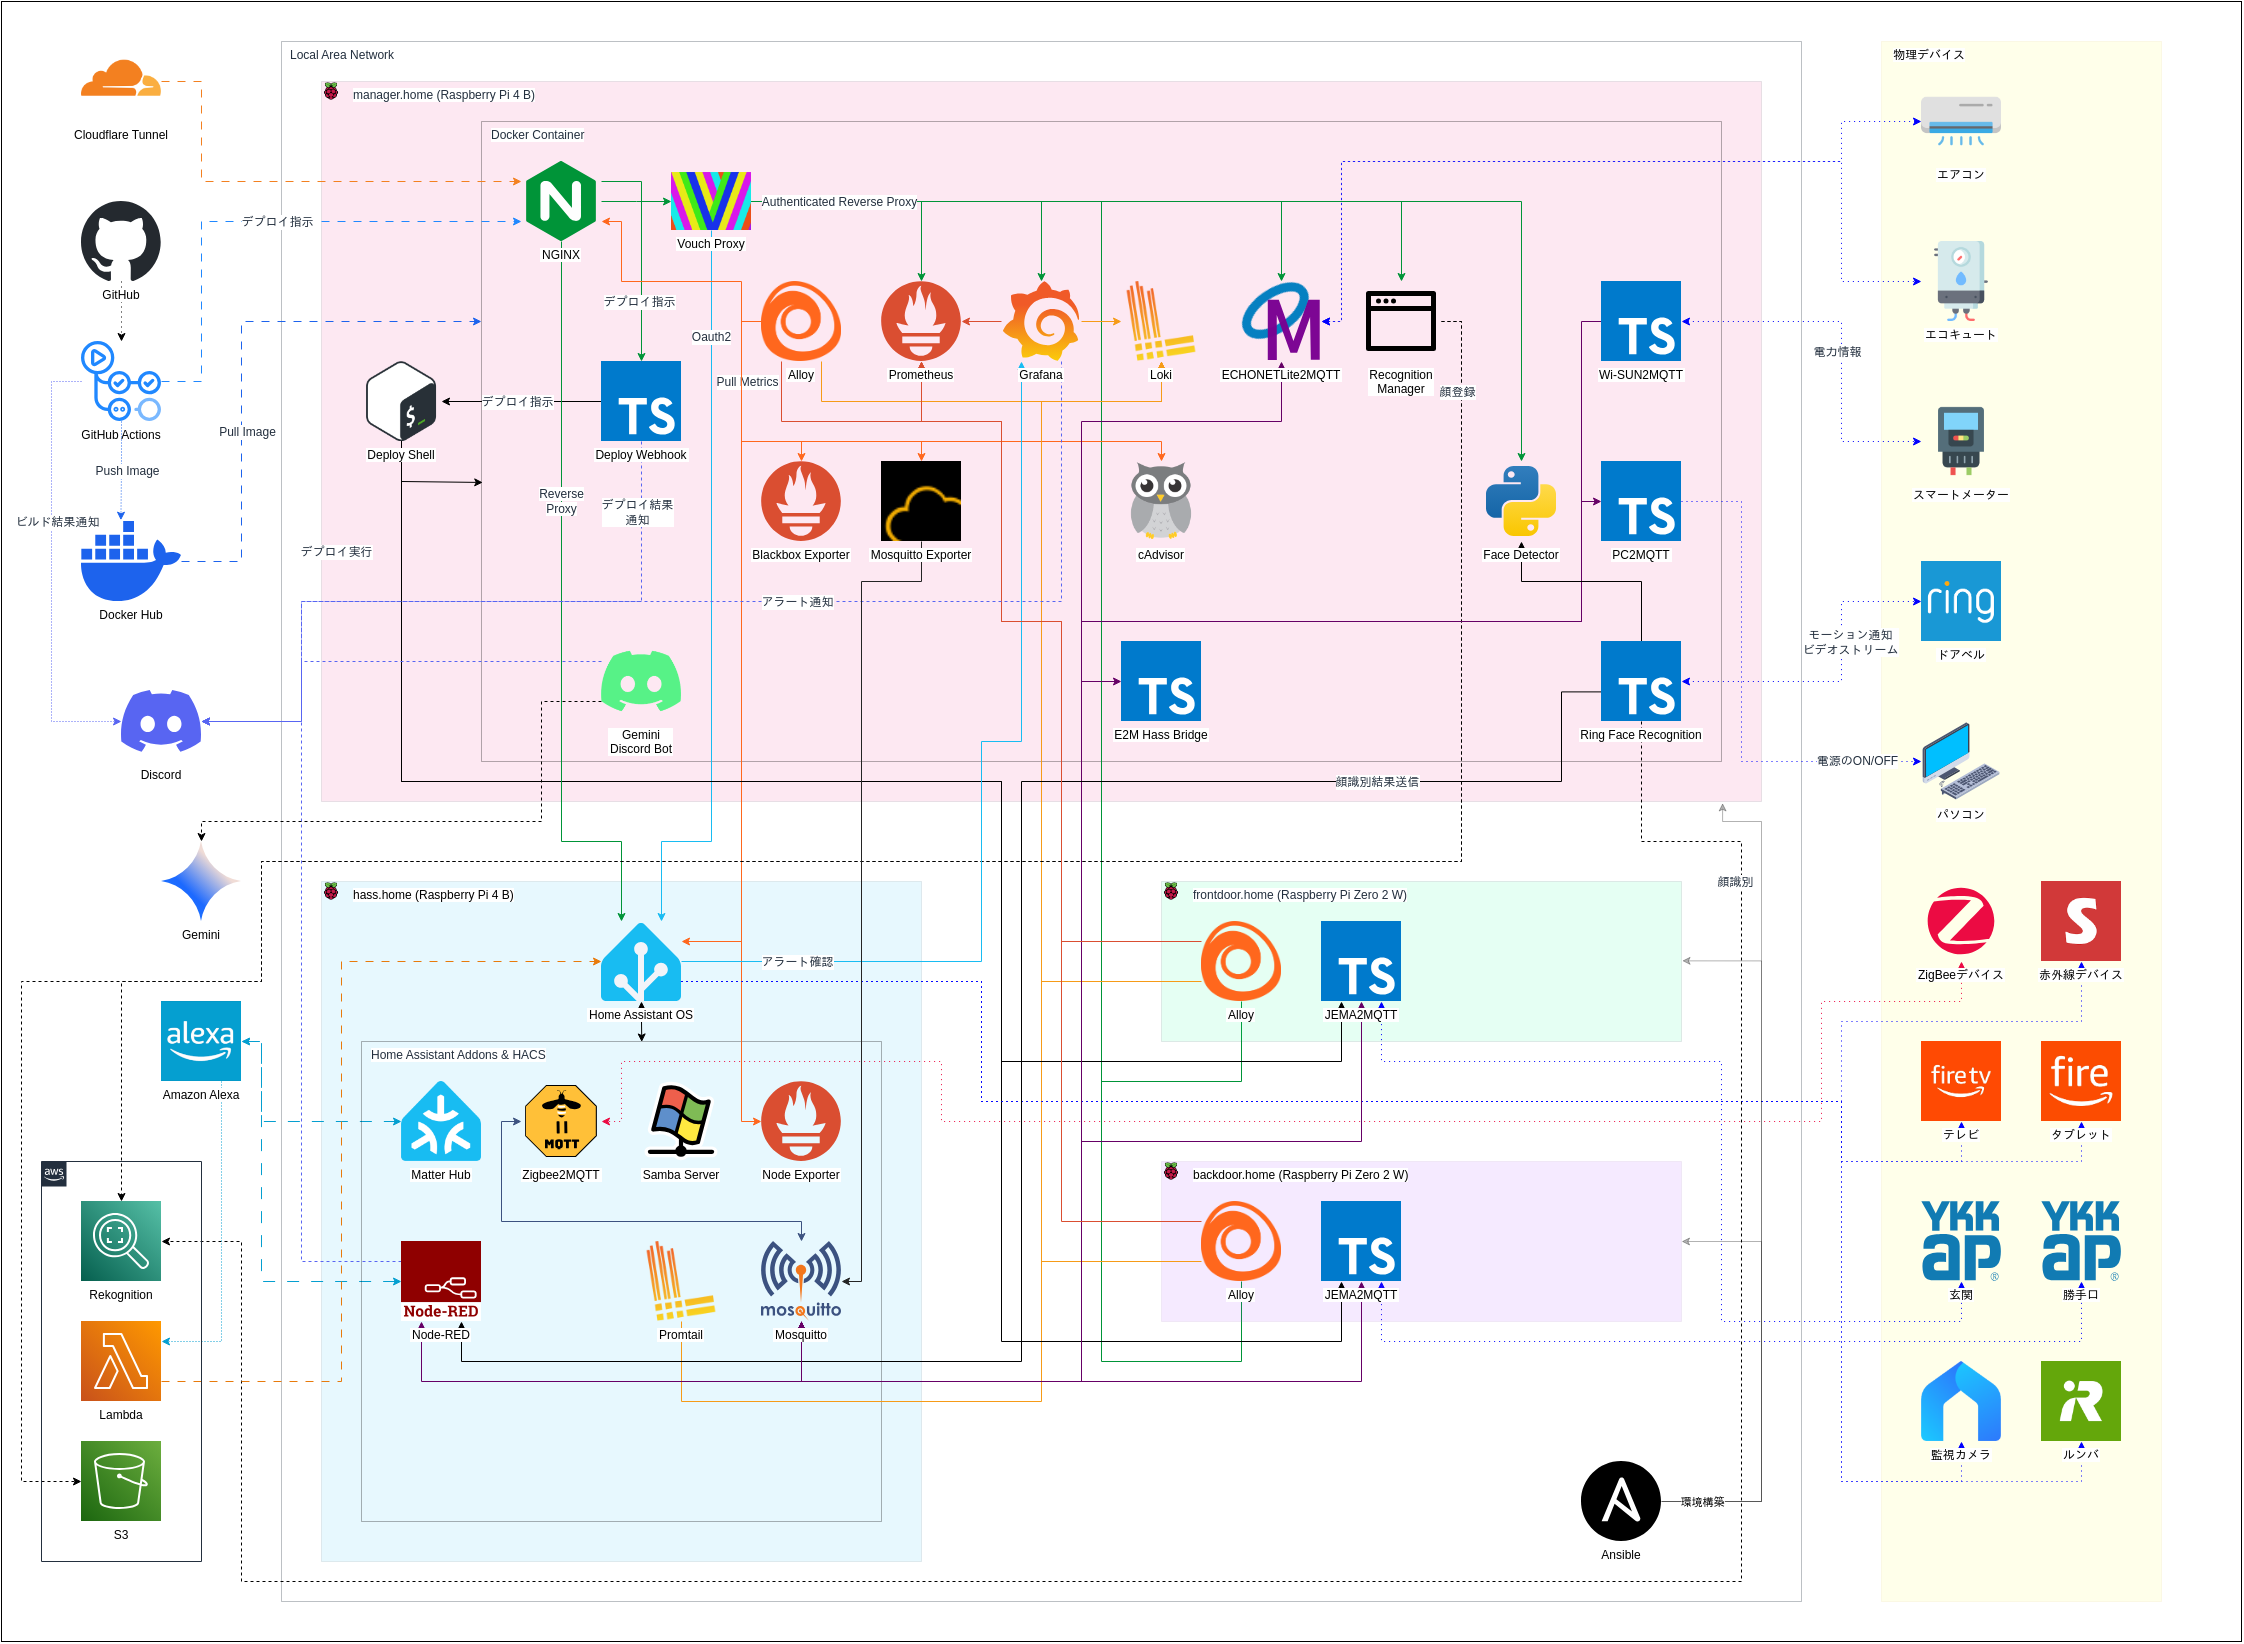 Local Area Network
物理デバイス
manager.home (Raspberry Pi 4 B)
Cloudflare Tunnel
Docker Container
エアコン
NGINX
Vouch Proxy
Authenticated Reverse Proxy
デプロイ指示
GitHub
デプロイ指示
Oauth2
Pull Metrics
Alloy
Prometheus
Grafana
Loki
M
ECHONETLite2MQTT
Recognition
Manager
顔登録
TS
Wi-SUN2MQTT
電力情報
エコキュート
GitHub Actions
Pull Image
Push Image
$
Deploy Shell
デプロイ指示
TS
Deploy Webhook
Reverse
Proxy
デプロイ結果
通知
Blackbox Exporter
Mosquitto Exporter
cAdvisor
Face Detector
TS
PC2MQTT
スマートメーター
ビルド結果通知
デプロイ実行
Docker Hub
アラート通知
モーション通知
ビデオストリーム
ring
ドアベル
Discord
Gemini
Discord Bot
TS
E2M Hass Bridge
TS
Ring Face Recognition
顔識別結果送信
電源のON/OFF
パソコン
Gemini
hass.home (Raspberry Pi 4 B)
アラート確認
Home Assistant OS
frontdoor.home (Raspberry Pi Zero 2 W)
Alloy
TS
JEMA2MQTT
顔識別
ZigBeeデバイス
赤外線デバイス
alexa
Amazon Alexa
Home Assistant Addons & HACS
Matter Hub
MQTT
Zigbee2MQTT
Samba Server
Node Exporter
fire tv
テレビ
fire
タブレット
aws
Rekognition
Node-RED
Node-RED
Promtail
mosquitto
Mosquitto
backdoor.home (Raspberry Pi Zero 2 W)
Alloy
TS
JEMA2MQTT
YKK
ap®
玄関
YKK
ap®
勝手口
Lambda
S3
環境構築
Ansible
監視カメラ
ルンバ